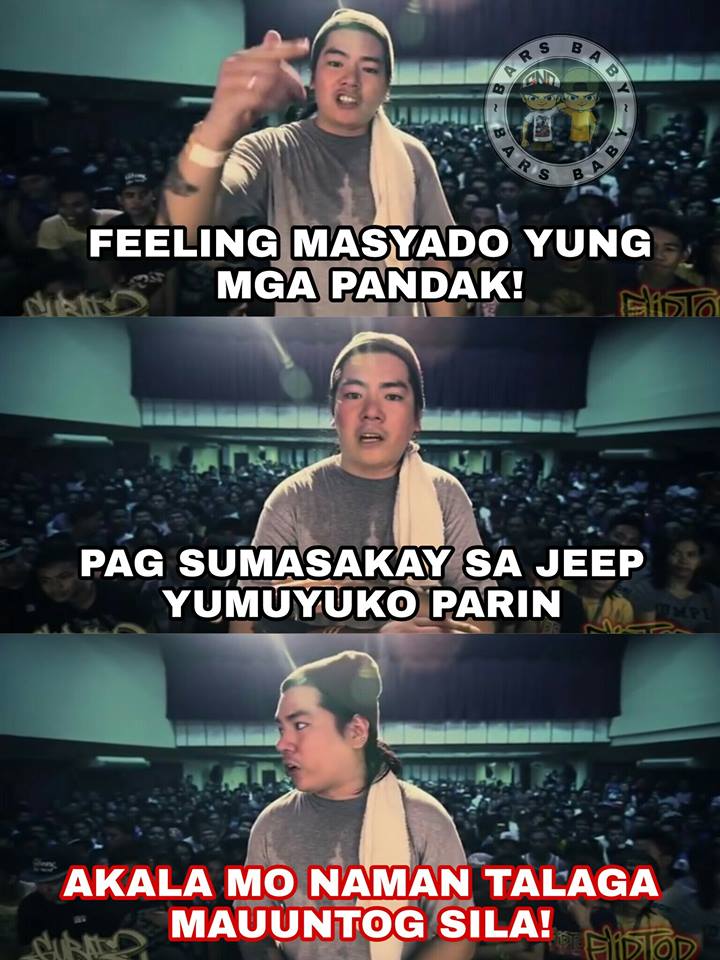 ~ BARS BABY ~
BARS BABY
FEELING MASYADO YUNG
MGA PANDAK!
PAG SUMASAKAY SA JEEP
YUMUYUKO PARIN
AKALA MO NAMAN TALAGA
MAUUNTOG SILA!
FLIPTOP